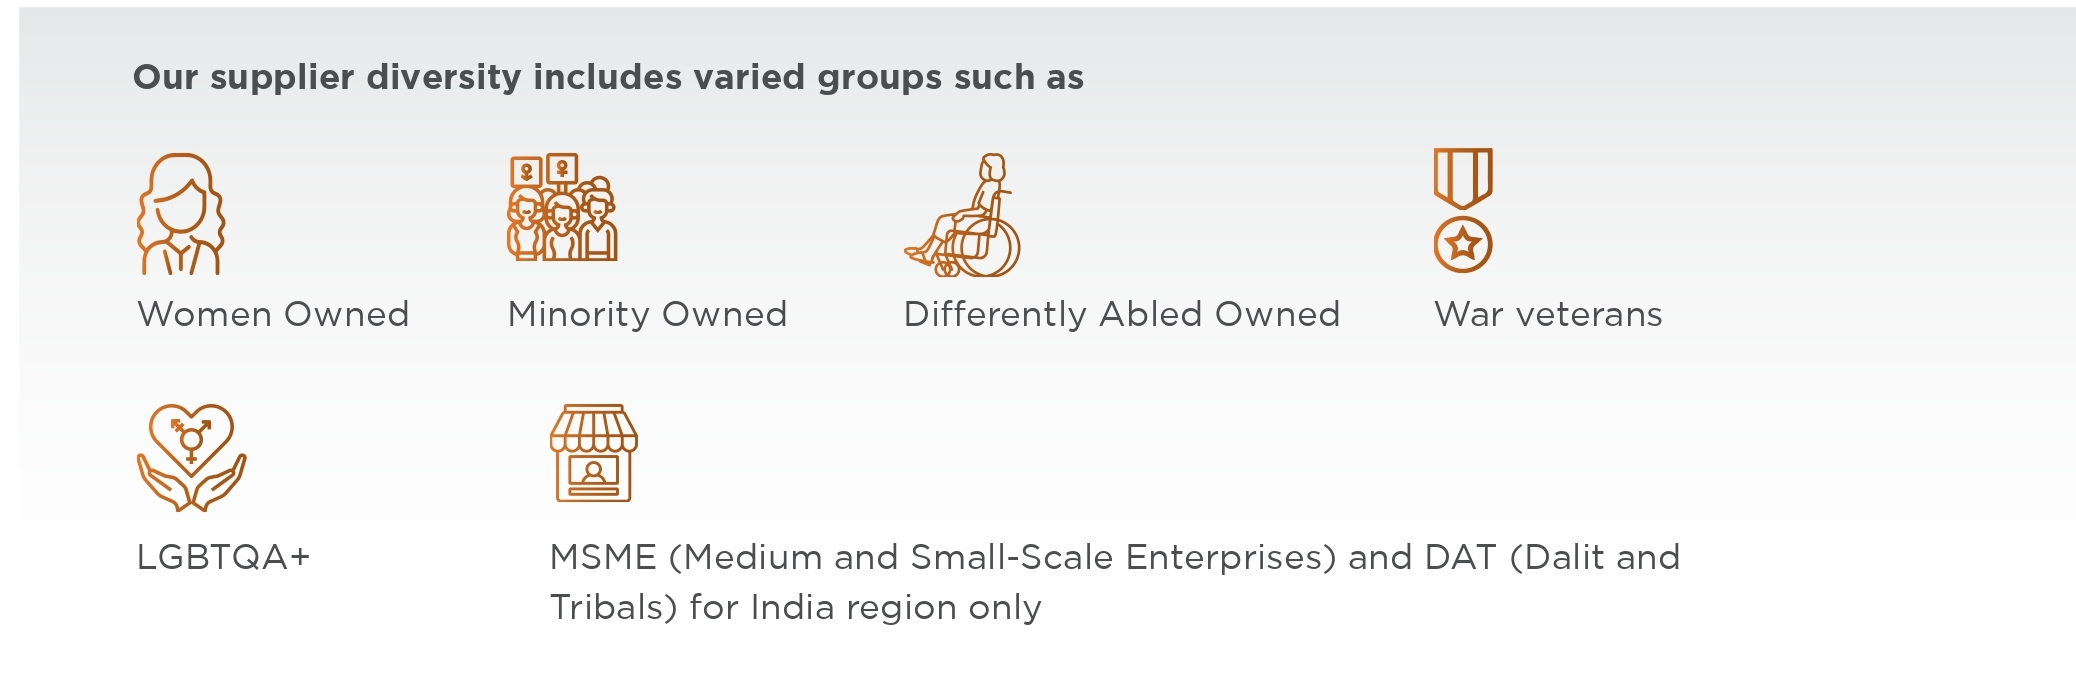 Our supplier diversity includes varied groups such as
Women Owned
Minority Owned
Differently Abled Owned
War veterans
LGBTQA+
MSME (Medium and Small-Scale Enterprises) and DAT (Dalit and
Tribals) for India region only